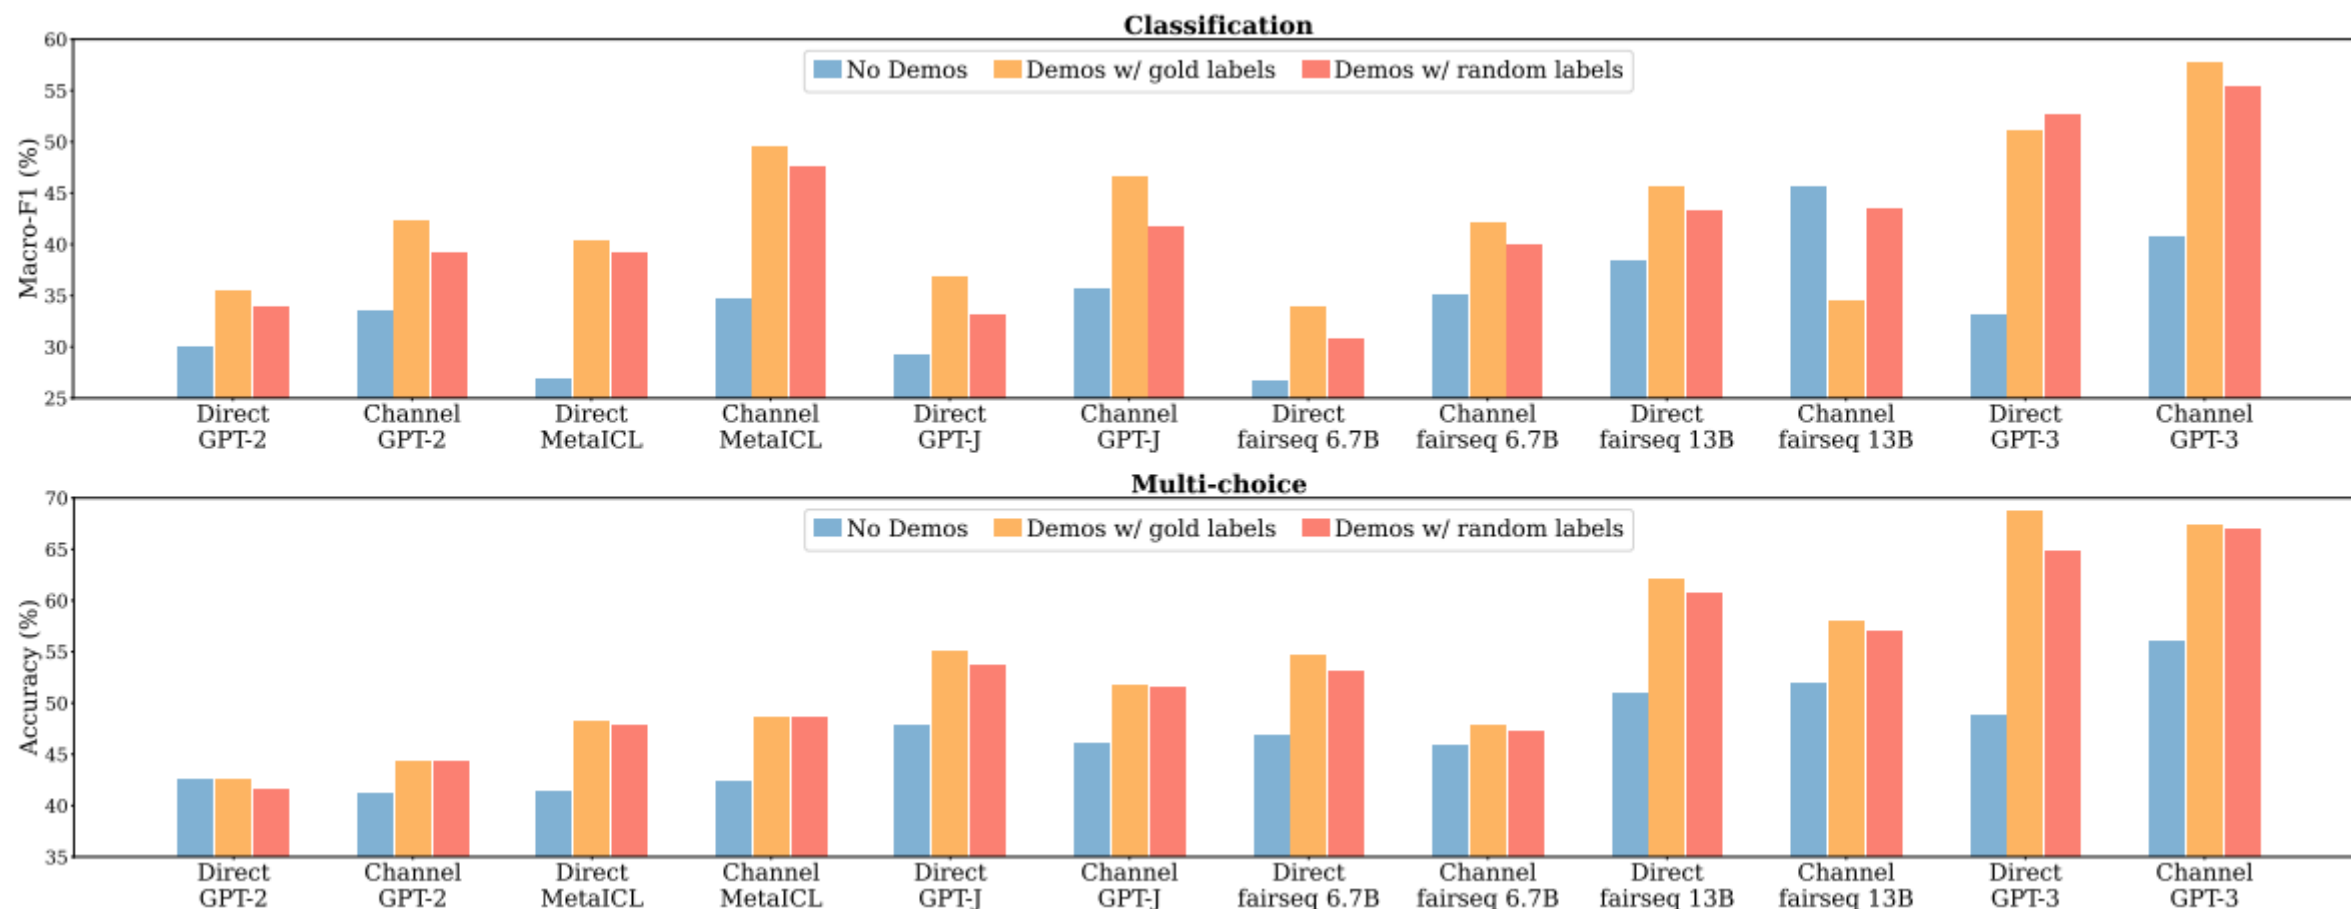 Classification
60
55
50
45
40
35
30
25
Macro-F1 (%)
No Demos Demos w/ gold labels Demos w/ random labels
Direct Channel Direct Channel Direct Channel Direct Channel Direct Channel Direct Channel
GPT-2 GPT-2 MetaICL MetaICL GPT-J GPT-J fairseq 6.7B fairseq 6.7B fairseq 13B fairseq 13B GPT-3 GPT-3
Multi-choice
70
65
60
55
50
45
40
35
Accuracy (%)
No Demos Demos w/ gold labels Demos w/ random labels
Direct Channel Direct Channel Direct Channel Direct Channel Direct Channel Direct Channel
GPT-2 GPT-2 MetaICL MetaICL GPT-J GPT-J fairseq 6.7B fairseq 6.7B fairseq 13B fairseq 13B GPT-3 GPT-3